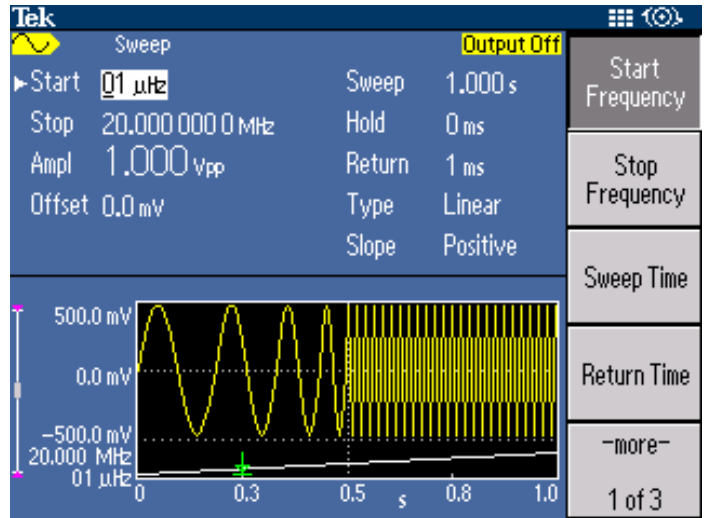 Tek
Sweep
Output Off
Start 01 µHz
Stop 20.000 000 0 MHz
Ampl 1.000 Vpp
Offset 0.0 mV
Sweep 1.000 s
Hold 0 ms
Return 1 ms
Type Linear
Slope Positive
500.0 mV
0.0 mV
-500.0 mV
20.000 MHz
01 µHz
0 0.3 0.5 s 0.8 1.0
Start
Frequency
Stop
Frequency
Sweep Time
Return Time
-more-
1 of 3